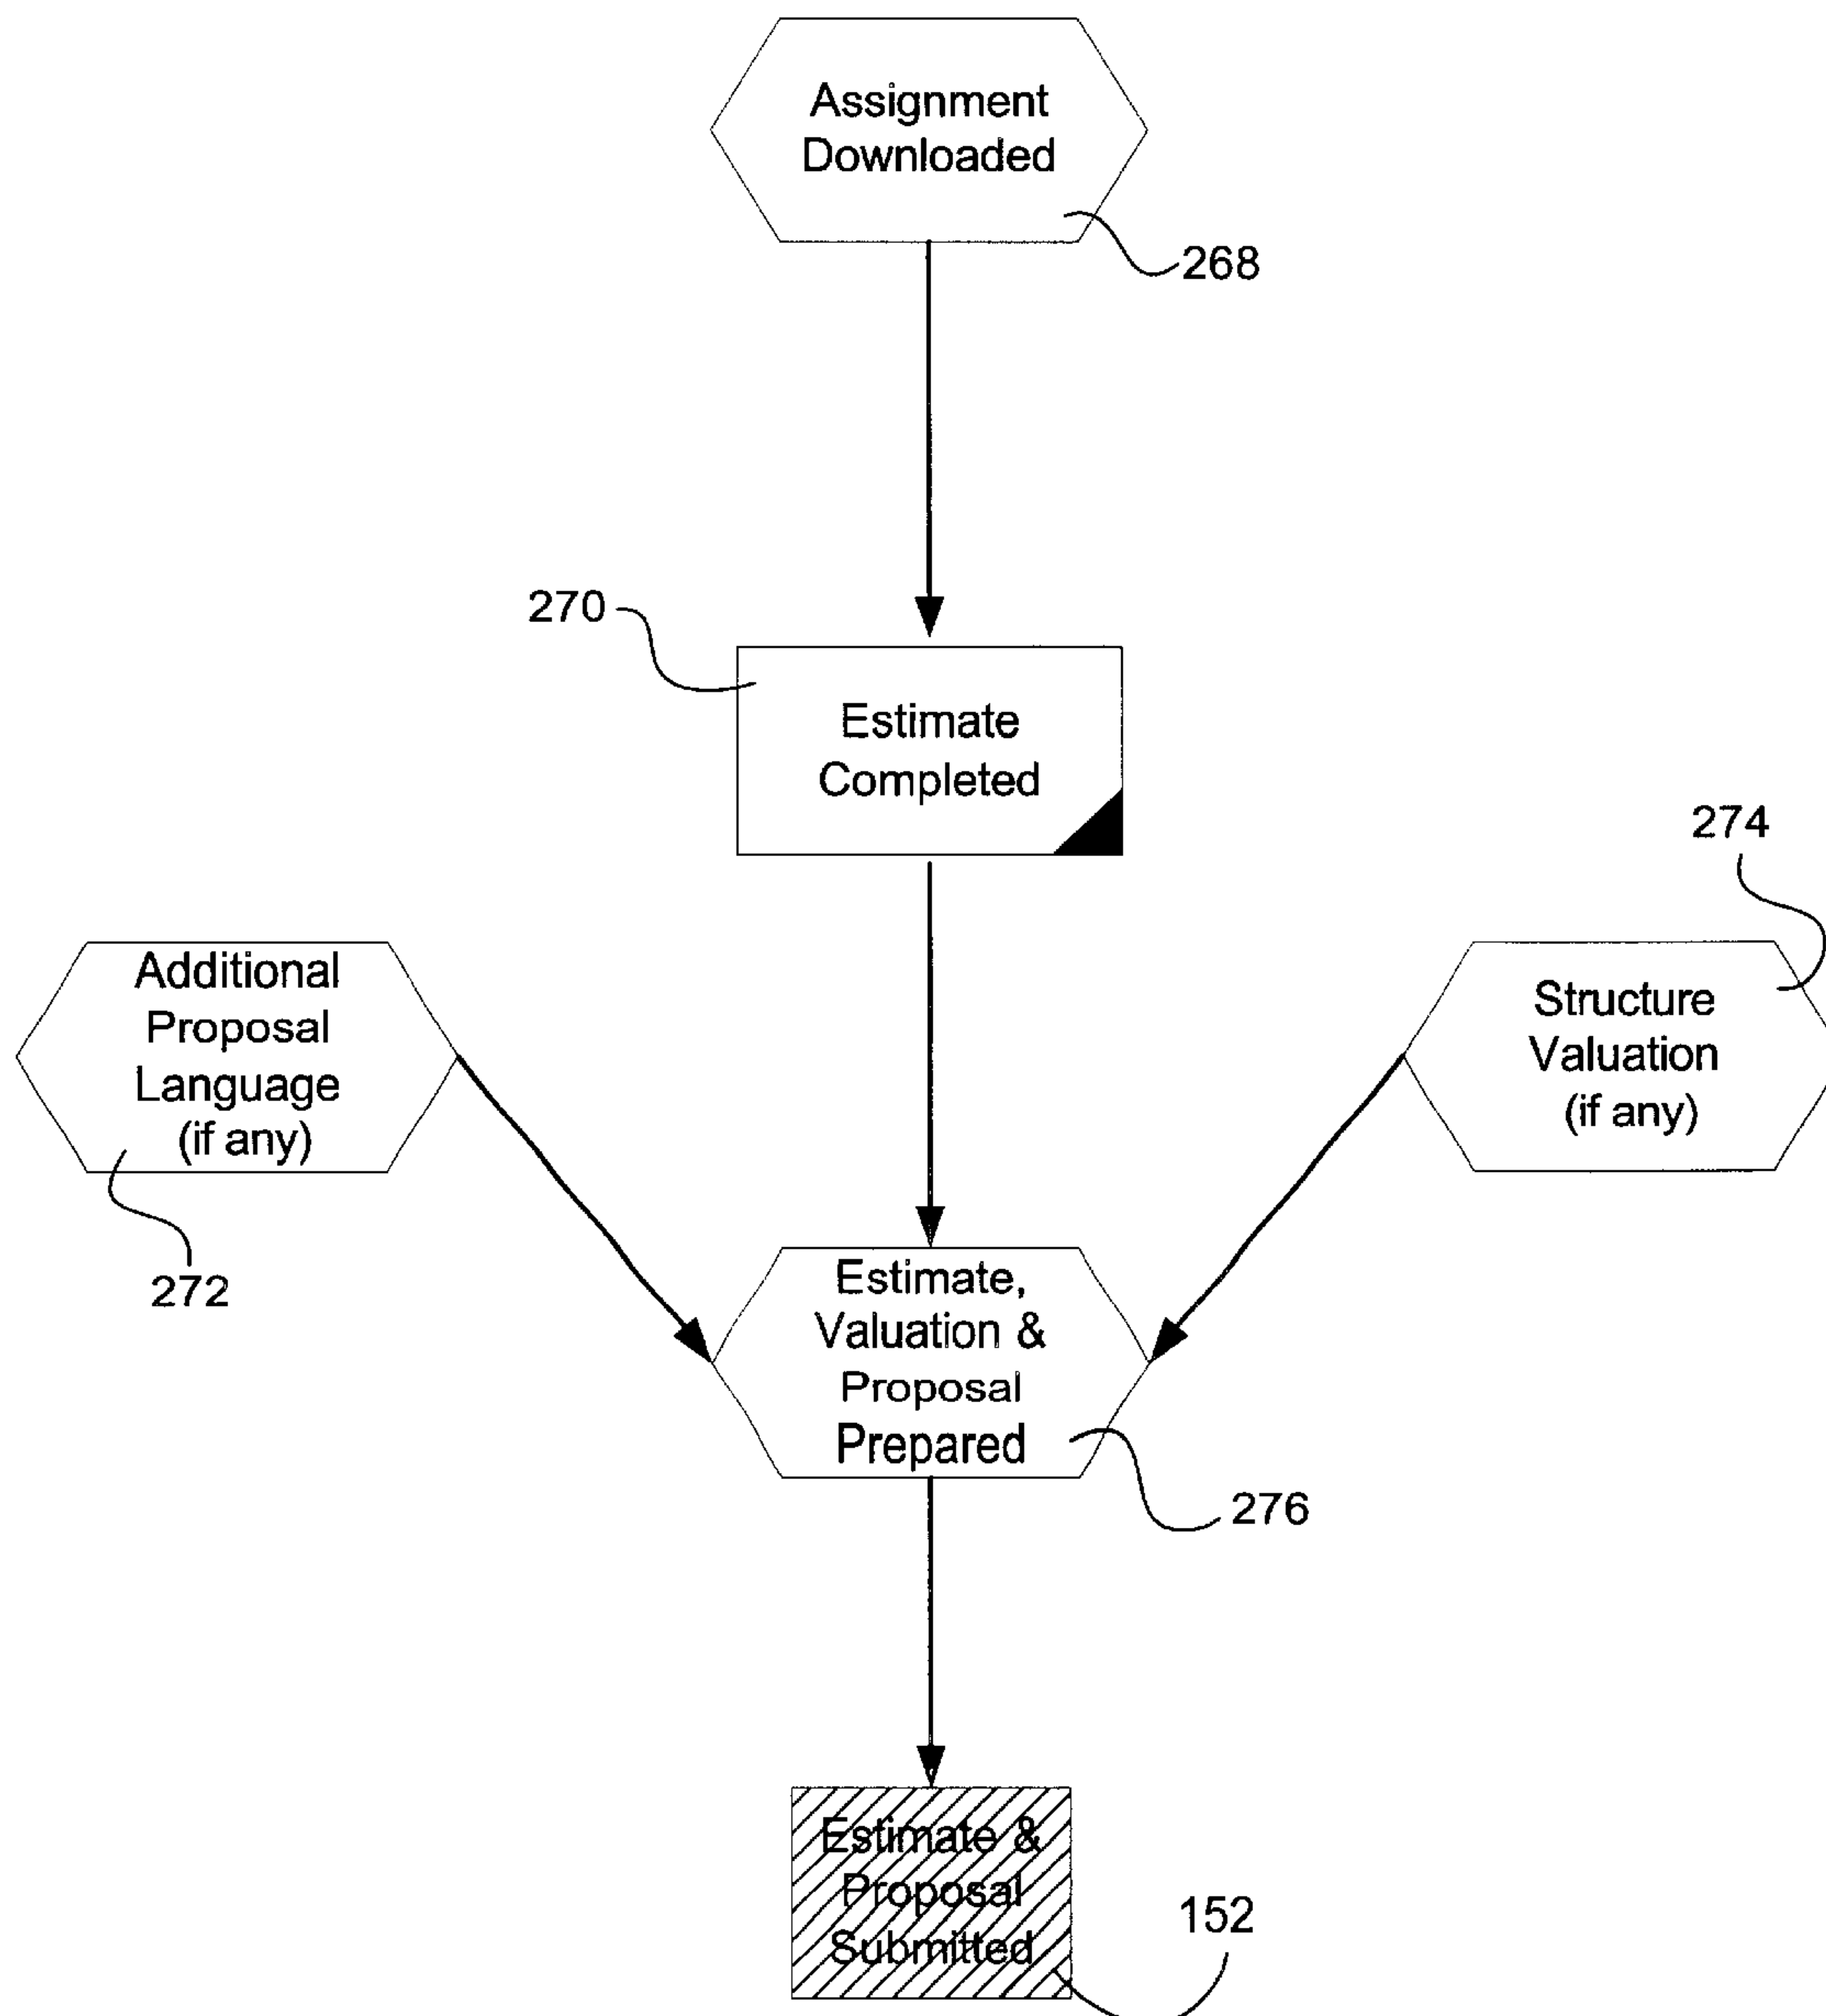 Assignment
Downloaded
268
270
Estimate
Completed
274
Additional
Proposal
Language
(if any)
Structure
Valuation
(if any)
272
Estimate,
Valuation &
Proposal
Prepared
276
Estimate &
Proposal
Submitted
152